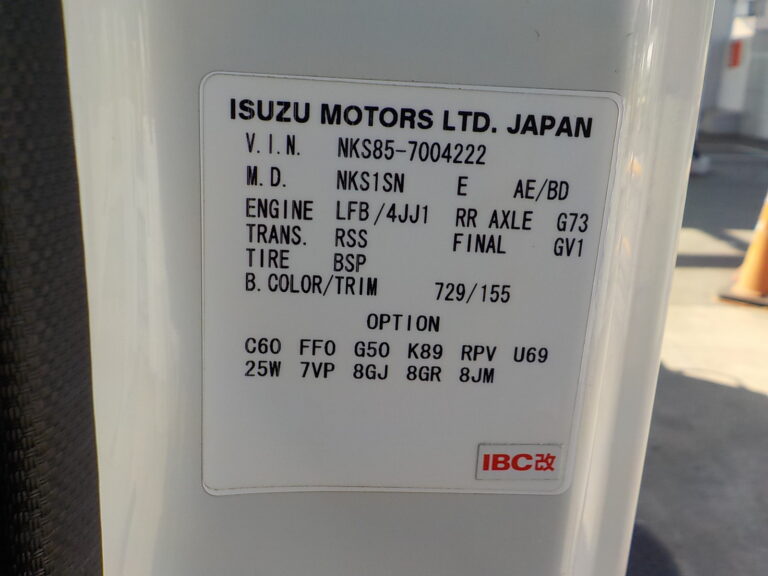 ISUZU MOTORS LTD. JAPAN
V.I.N. NKS85-7004222
M.D. NKS1SN E AE/BD
ENGINE LFB/4JJ1 RR AXLE G73
TRANS. RSS FINAL GV1
TIRE BSP
B.COLOR/TRIM 729/155
OPTION
C60 FF0 G50 K89 RPV U69
25W 7VP 8GJ 8GR 8JM
IBC改